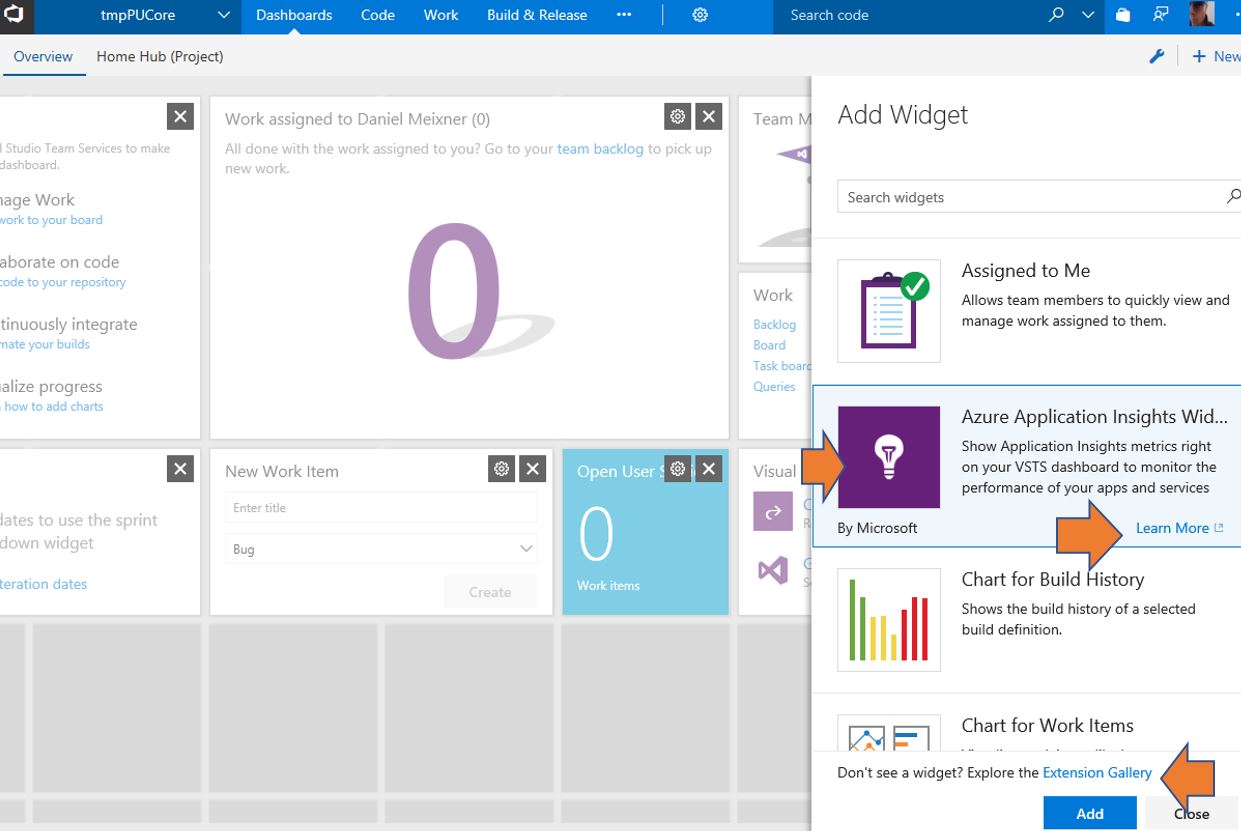 tmpPUCore
Dashboards
Code
Work
Build & Release
Search code
Overview
Home Hub (Project)
New
Studio Team Services to make
dashboard.
nage Work
work to your board
aborate on code
code to your repository
tinuously integrate
mate your builds
alize progress
how to add charts
Work assigned to Daniel Meixner (0)
All done with the work assigned to you? Go to your team backlog to pick up
new work.
0
Team M
Work
Backlog
Board
Task board
Queries
dates to use the sprint
down widget
teration dates
New Work Item
Enter title
Bug
Create
Open User S
0
Work items
Visual
Add Widget
Search widgets
Assigned to Me
Allows team members to quickly view and
manage work assigned to them.
Azure Application Insights Wid...
Show Application Insights metrics right
on your VSTS dashboard to monitor the
performance of your apps and services
By Microsoft
Learn More
Chart for Build History
Shows the build history of a selected
build definition.
Chart for Work Items
Don't see a widget? Explore the Extension Gallery
Add
Close